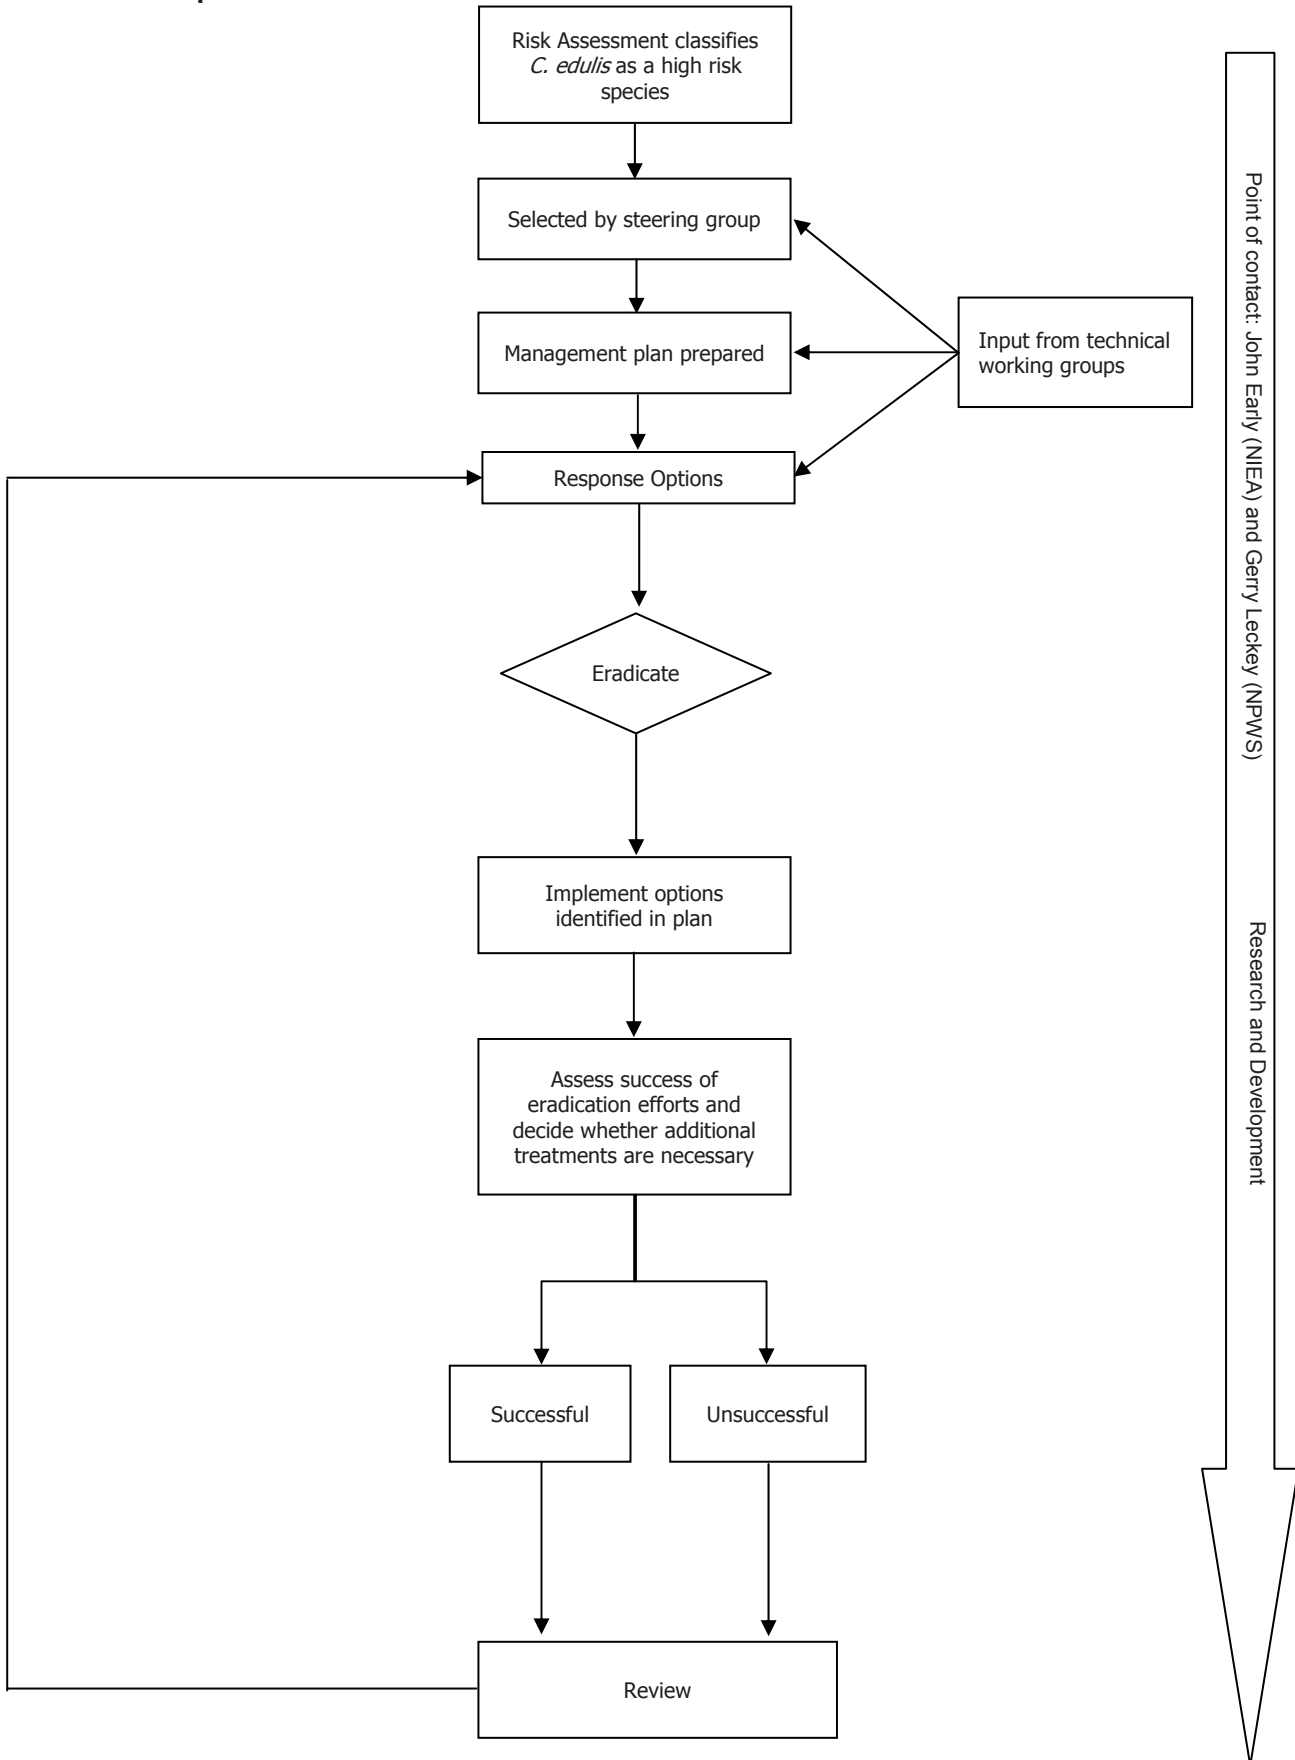 Risk Assessment classifies
C. edulis as a high risk
species
Selected by steering group
Management plan prepared
Input from technical
working groups
Response Options
Eradicate
Implement options
identified in plan
Assess success of
eradication efforts and
decide whether additional
treatments are necessary
Successful
Unsuccessful
Review
Point of contact: John Early (NIEA) and Gerry Leckey (NPWS)
Research and Development